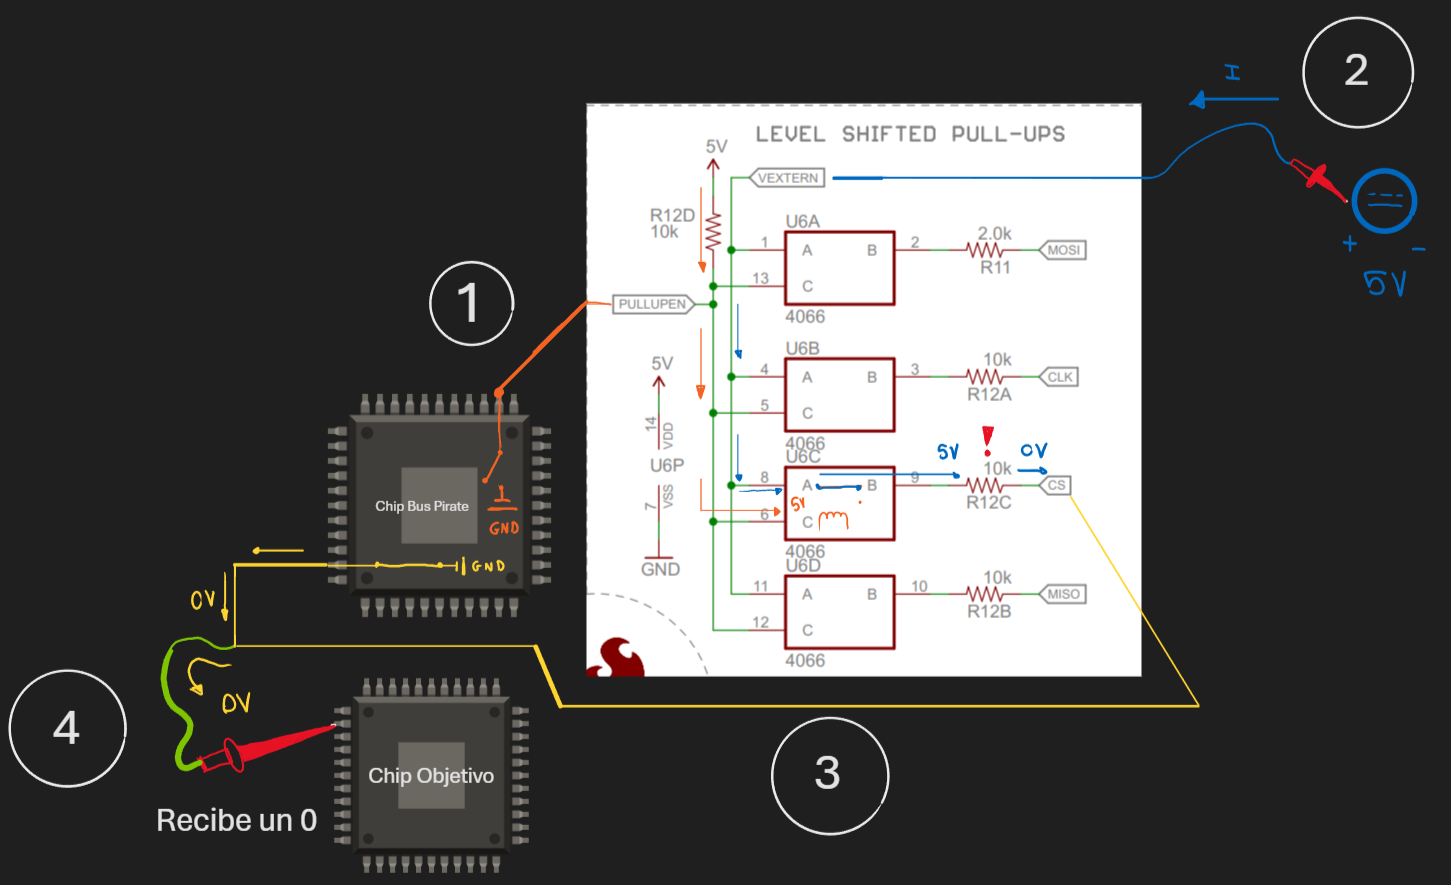 2
I
+ -
5V
LEVEL SHIFTED PULL-UPS
5V
VEXTERN
R12D
10k
U6A
1 A B 2
2.0k
R11
MOSI
13 C
4066
1
PULLUPEN
U6B
4 A B 3
10k
R12A
CLK
5 C
4066
5V
14
VDD
U6P
7
VSS
GND
U6C
8 A B 9
5V
!
0V
10k
R12C
CS
5V
6 C
4066
U6D
11 A B 10
10k
R12B
MISO
12 C
4066
Chip Bus Pirate
GND
GND
0V
0V
4
3
Chip Objetivo
Recibe un 0